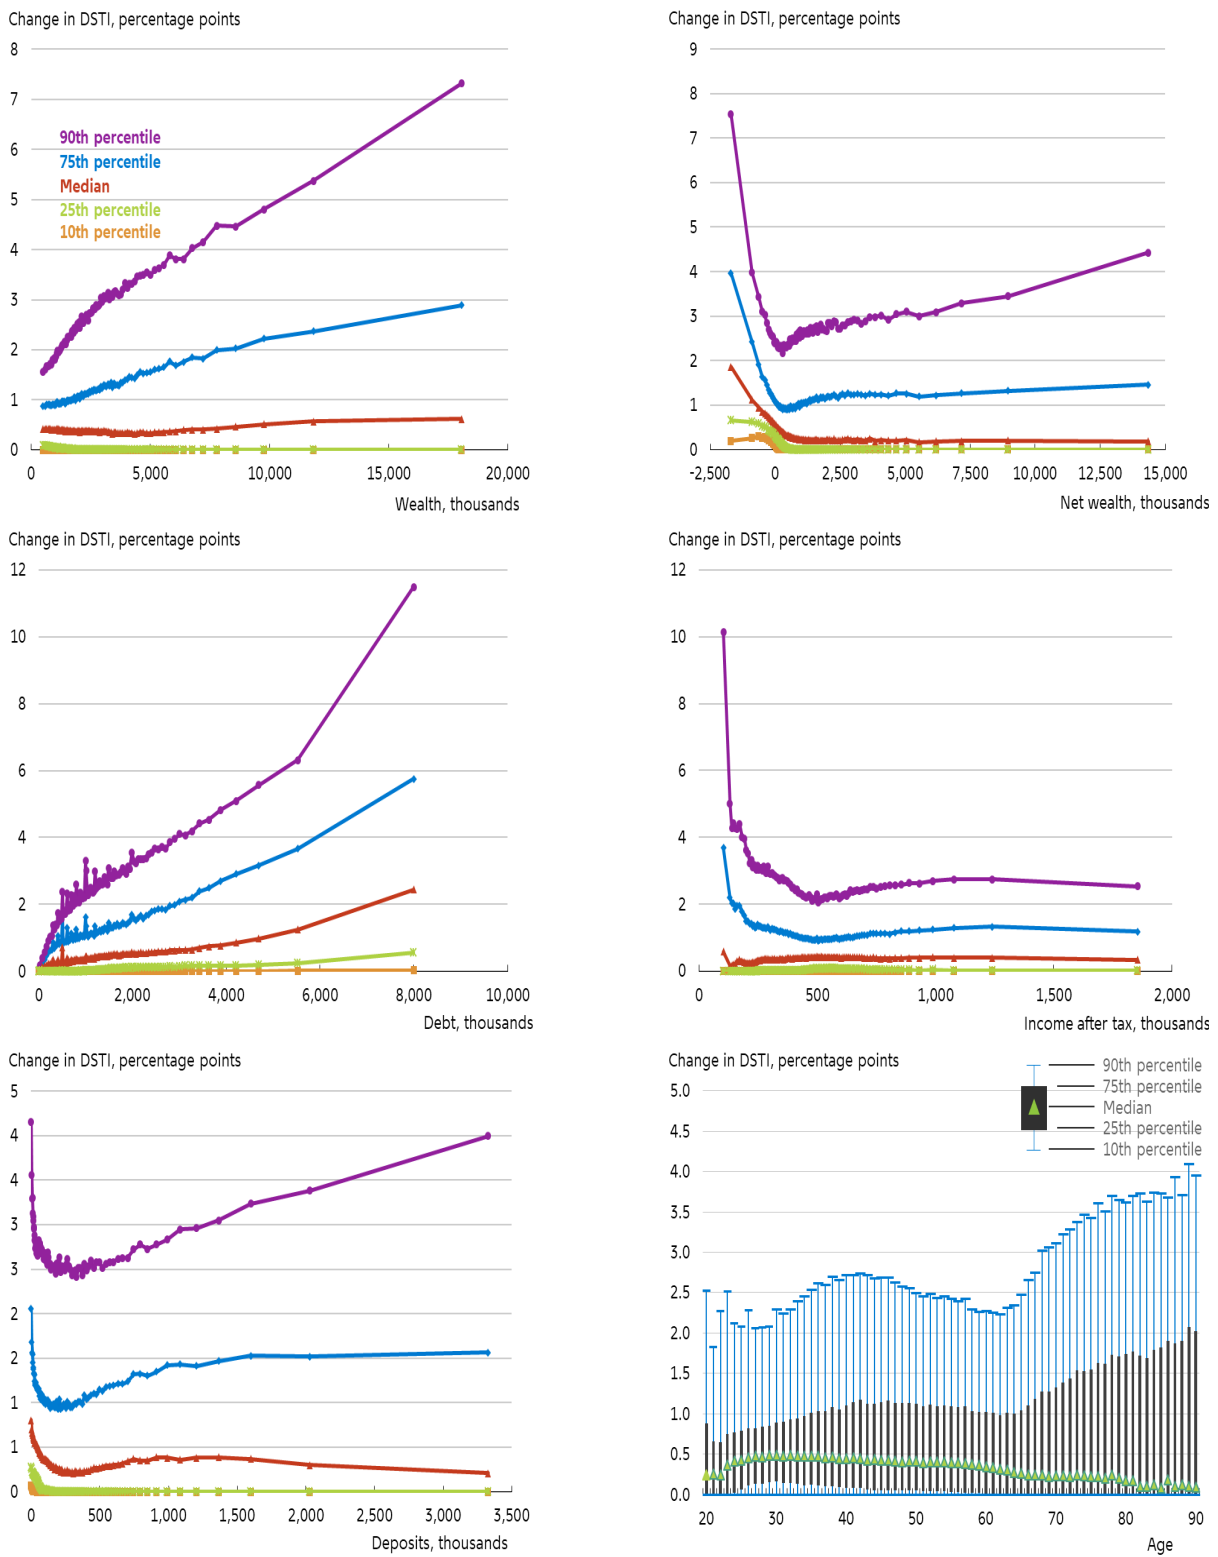 Change in DSTI, percentage points
8
7
6
5
4
3
2
1
0
90th percentile
75th percentile
Median
25th percentile
10th percentile
0 5,000 10,000 15,000 20,000
Wealth, thousands
Change in DSTI, percentage points
9
8
7
6
5
4
3
2
1
0
-2,500 0 2,500 5,000 7,500 10,000 12,500 15,000
Net wealth, thousands
Change in DSTI, percentage points
12
10
8
6
4
2
0
0 2,000 4,000 6,000 8,000 10,000
Debt, thousands
Change in DSTI, percentage points
12
10
8
6
4
2
0
0 500 1,000 1,500 2,000
Income after tax, thousands
Change in DSTI, percentage points
5
4
4
3
3
2
2
1
1
0
0 500 1,000 1,500 2,000 2,500 3,000 3,500
Deposits, thousands
Change in DSTI, percentage points
90th percentile
75th percentile
Median
25th percentile
10th percentile
5.0
4.5
4.0
3.5
3.0
2.5
2.0
1.5
1.0
0.5
0.0
20 30 40 50 60 70 80 90
Age